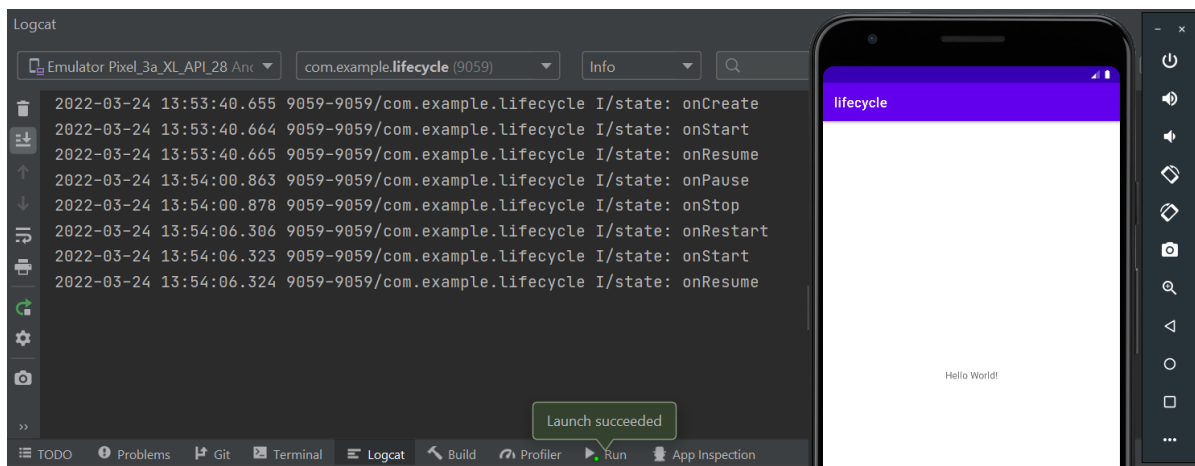 Logcat
Emulator Pixel_3a_XL_API_28 Anc
com.example.lifecycle (9059)
Info
2022-03-24 13:53:40.655 9059-9059/com.example.lifecycle I/state: onCreate
2022-03-24 13:53:40.664 9059-9059/com.example.lifecycle I/state: onStart
2022-03-24 13:53:40.665 9059-9059/com.example.lifecycle I/state: onResume
2022-03-24 13:54:00.863 9059-9059/com.example.lifecycle I/state: onPause
2022-03-24 13:54:00.878 9059-9059/com.example.lifecycle I/state: onStop
2022-03-24 13:54:06.306 9059-9059/com.example.lifecycle I/state: onRestart
2022-03-24 13:54:06.323 9059-9059/com.example.lifecycle I/state: onStart
2022-03-24 13:54:06.324 9059-9059/com.example.lifecycle I/state: onResume
Launch succeeded
TODO Problems Git Terminal Logcat Build Profiler Run App Inspection
lifecycle
Hello World!